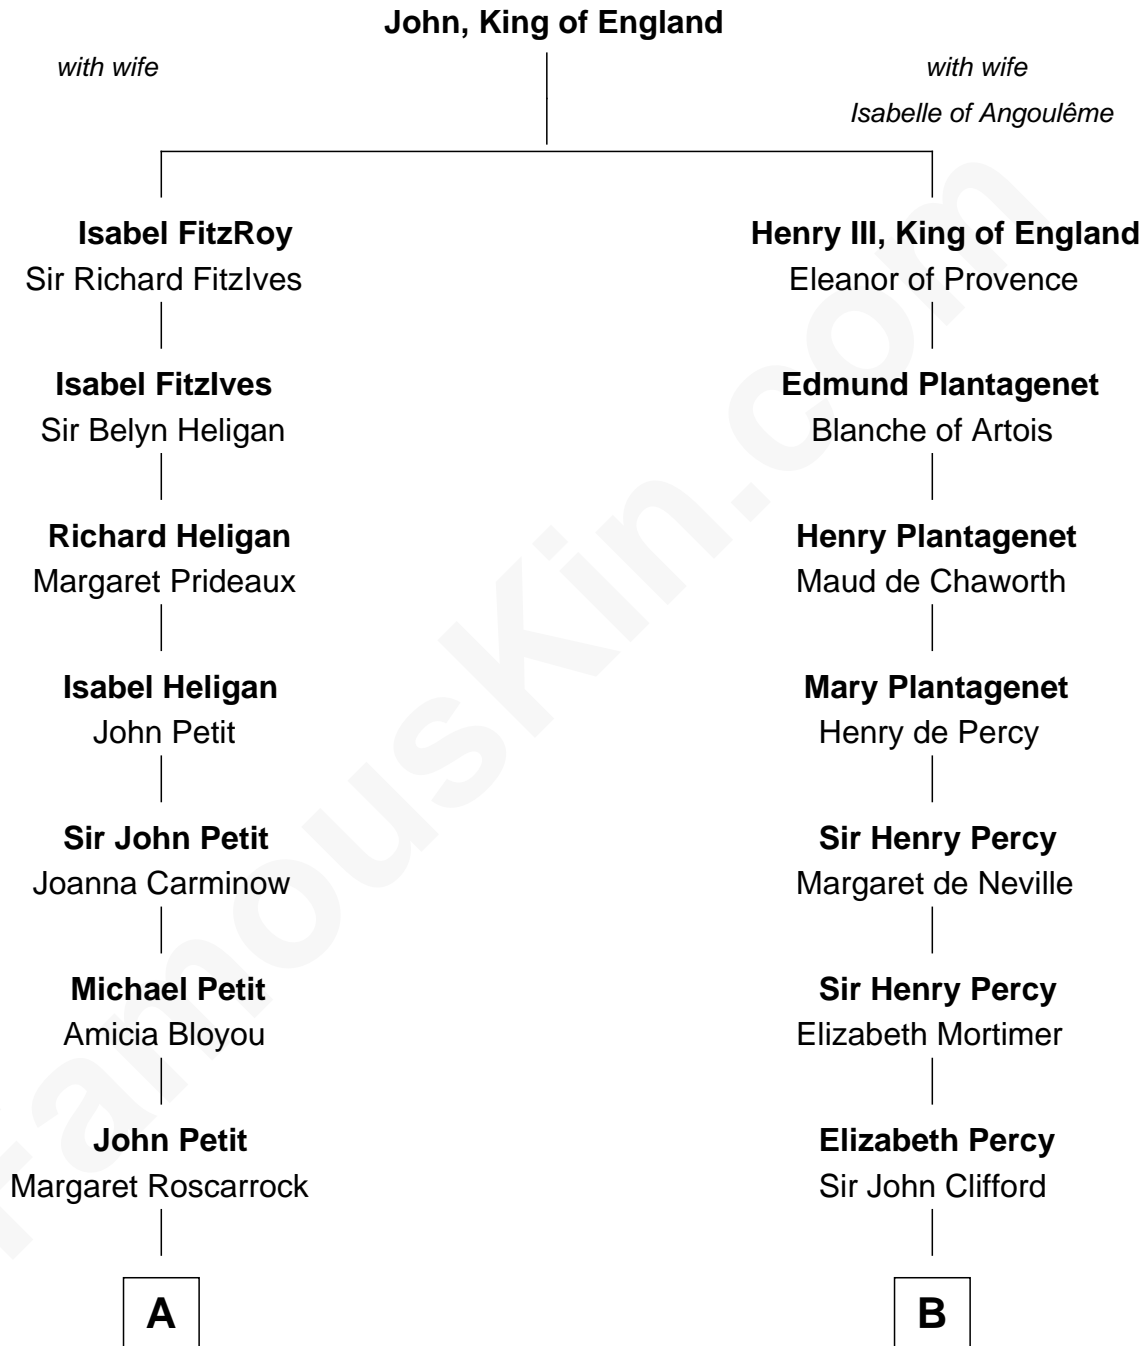 John, King of England
with wife
with wife
Isabelle of Angoulême
Isabel FitzRoy
Sir Richard FitzIves
Henry III, King of England
Eleanor of Provence
Isabel FitzIves
Sir Belyn Heligan
Edmund Plantagenet
Blanche of Artois
Richard Heligan
Margaret Prideaux
Henry Plantagenet
Maud de Chaworth
Isabel Heligan
John Petit
Mary Plantagenet
Henry de Percy
Sir John Petit
Joanna Carminow
Sir Henry Percy
Margaret de Neville
Michael Petit
Amicia Bloyou
Sir Henry Percy
Elizabeth Mortimer
John Petit
Margaret Roscarrock
Elizabeth Percy
Sir John Clifford
A
B
FamousKin.com